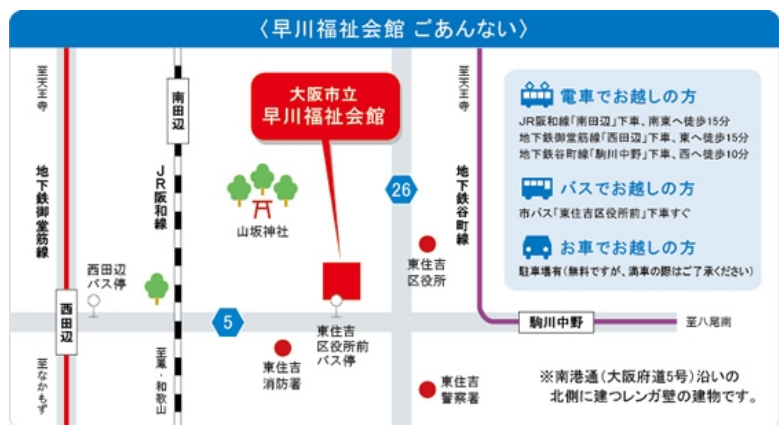 〈早川福祉会館 ごあんない〉
至天王寺
地下鉄御堂筋線
西田辺
至なかもず
西田辺
バス停
南田辺
JR阪和線
至鳳・和歌山
大阪市立
早川福祉会館
山坂神社
5
26
東住吉
消防署
東住吉
区役所前
バス停
東住吉
区役所
東住吉
警察署
至天王寺
地下鉄谷町線
駒川中野
至八尾南
電車でお越しの方
JR阪和線「南田辺」下車、南東へ徒歩15分
地下鉄御堂筋線「西田辺」下車、東へ徒歩15分
地下鉄谷町線「駒川中野」下車、西へ徒歩10分
バスでお越しの方
市バス「東住吉区役所前」下車すぐ
お車でお越しの方
駐車場有(無料ですが、満車の際はご了承ください)
※南港通(大阪府道5号)沿いの
北側に建つレンガ壁の建物です。